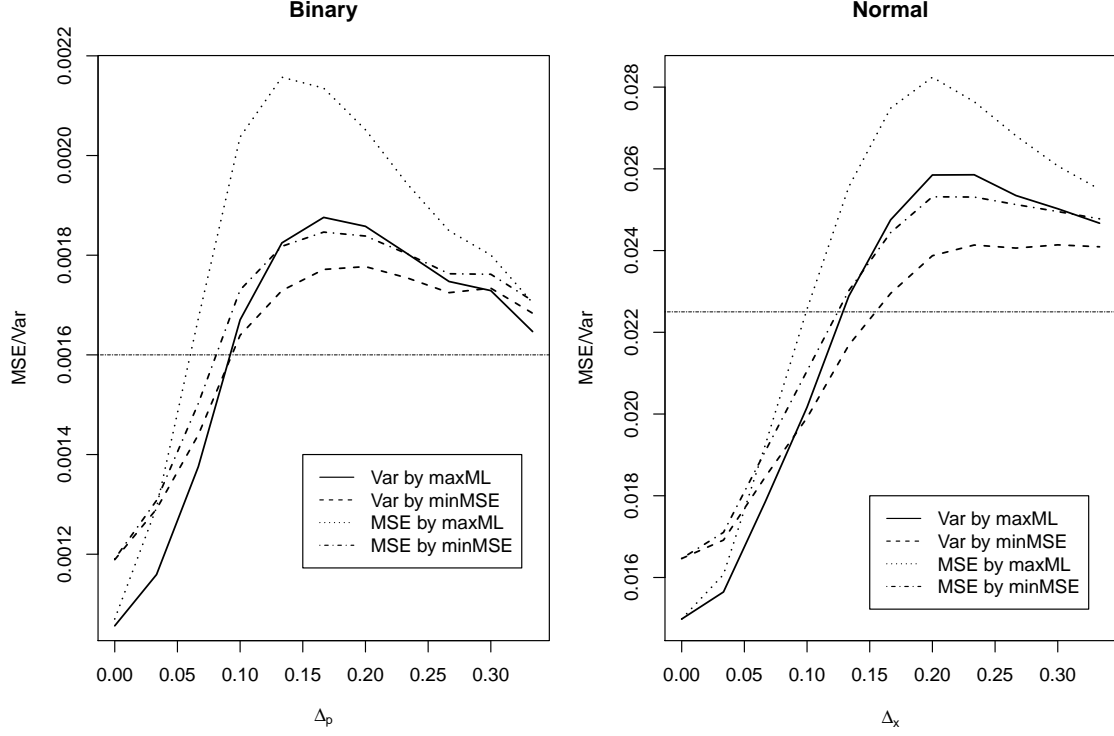 Binary
MSE/Var
0.0022
0.0020
0.0018
0.0016
0.0014
0.0012
Var by maxML
Var by minMSE
MSE by maxML
MSE by minMSE
0.00 0.05 0.10 0.15 0.20 0.25 0.30
Δp
Normal
MSE/Var
0.028
0.026
0.024
0.022
0.020
0.018
0.016
Var by maxML
Var by minMSE
MSE by maxML
MSE by minMSE
0.00 0.05 0.10 0.15 0.20 0.25 0.30
Δx